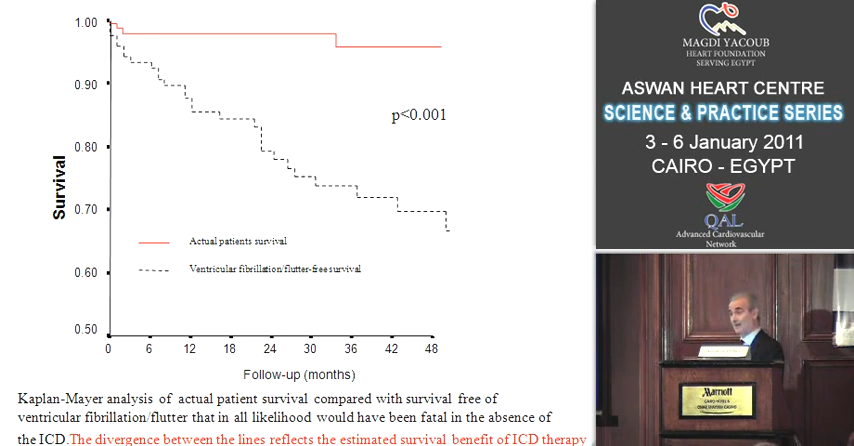 1.00
0.90
0.80
0.70
0.60
0.50
Survival
p<0.001
Actual patients survival
Ventricular fibrillation/flutter-free survival
0 6 12 18 24 30 36 42 48
Follow-up (months)
Kaplan-Mayer analysis of actual patient survival compared with survival free of
ventricular fibrillation/flutter that in all likelihood would have been fatal in the absence of
the ICD.The divergence between the lines reflects the estimated survival benefit of ICD therapy
MAGDI YACOUB
HEART FOUNDATION
SERVING EGYPT
ASWAN HEART CENTRE
SCIENCE & PRACTICE SERIES
3 - 6 January 2011
CAIRO - EGYPT
QAL
Advanced Cardiovascular
Network
Marriott
CAIRO HOTEL &
OMAR KHAYYAM CASINO